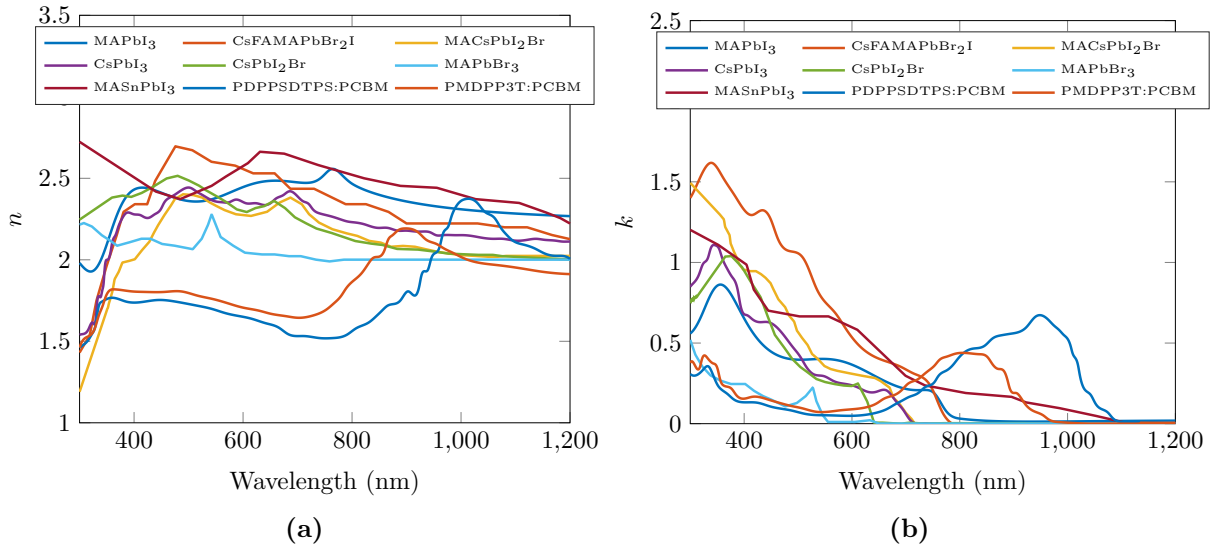 3.5
MAPbI₃ CsFAMAPbBr₂I MACsPbI₂Br
CsPbI₃ CsPbI₂Br MAPbBr₃
MASnPbI₃ PDPPSDTPS:PCBM PMDPP3T:PCBM
2.5
2
1.5
1
n
400 600 800 1,000 1,200
Wavelength (nm)
(a)
2.5
MAPbI₃ CsFAMAPbBr₂I MACsPbI₂Br
CsPbI₃ CsPbI₂Br MAPbBr₃
MASnPbI₃ PDPPSDTPS:PCBM PMDPP3T:PCBM
1.5
1
0.5
0
k
400 600 800 1,000 1,200
Wavelength (nm)
(b)